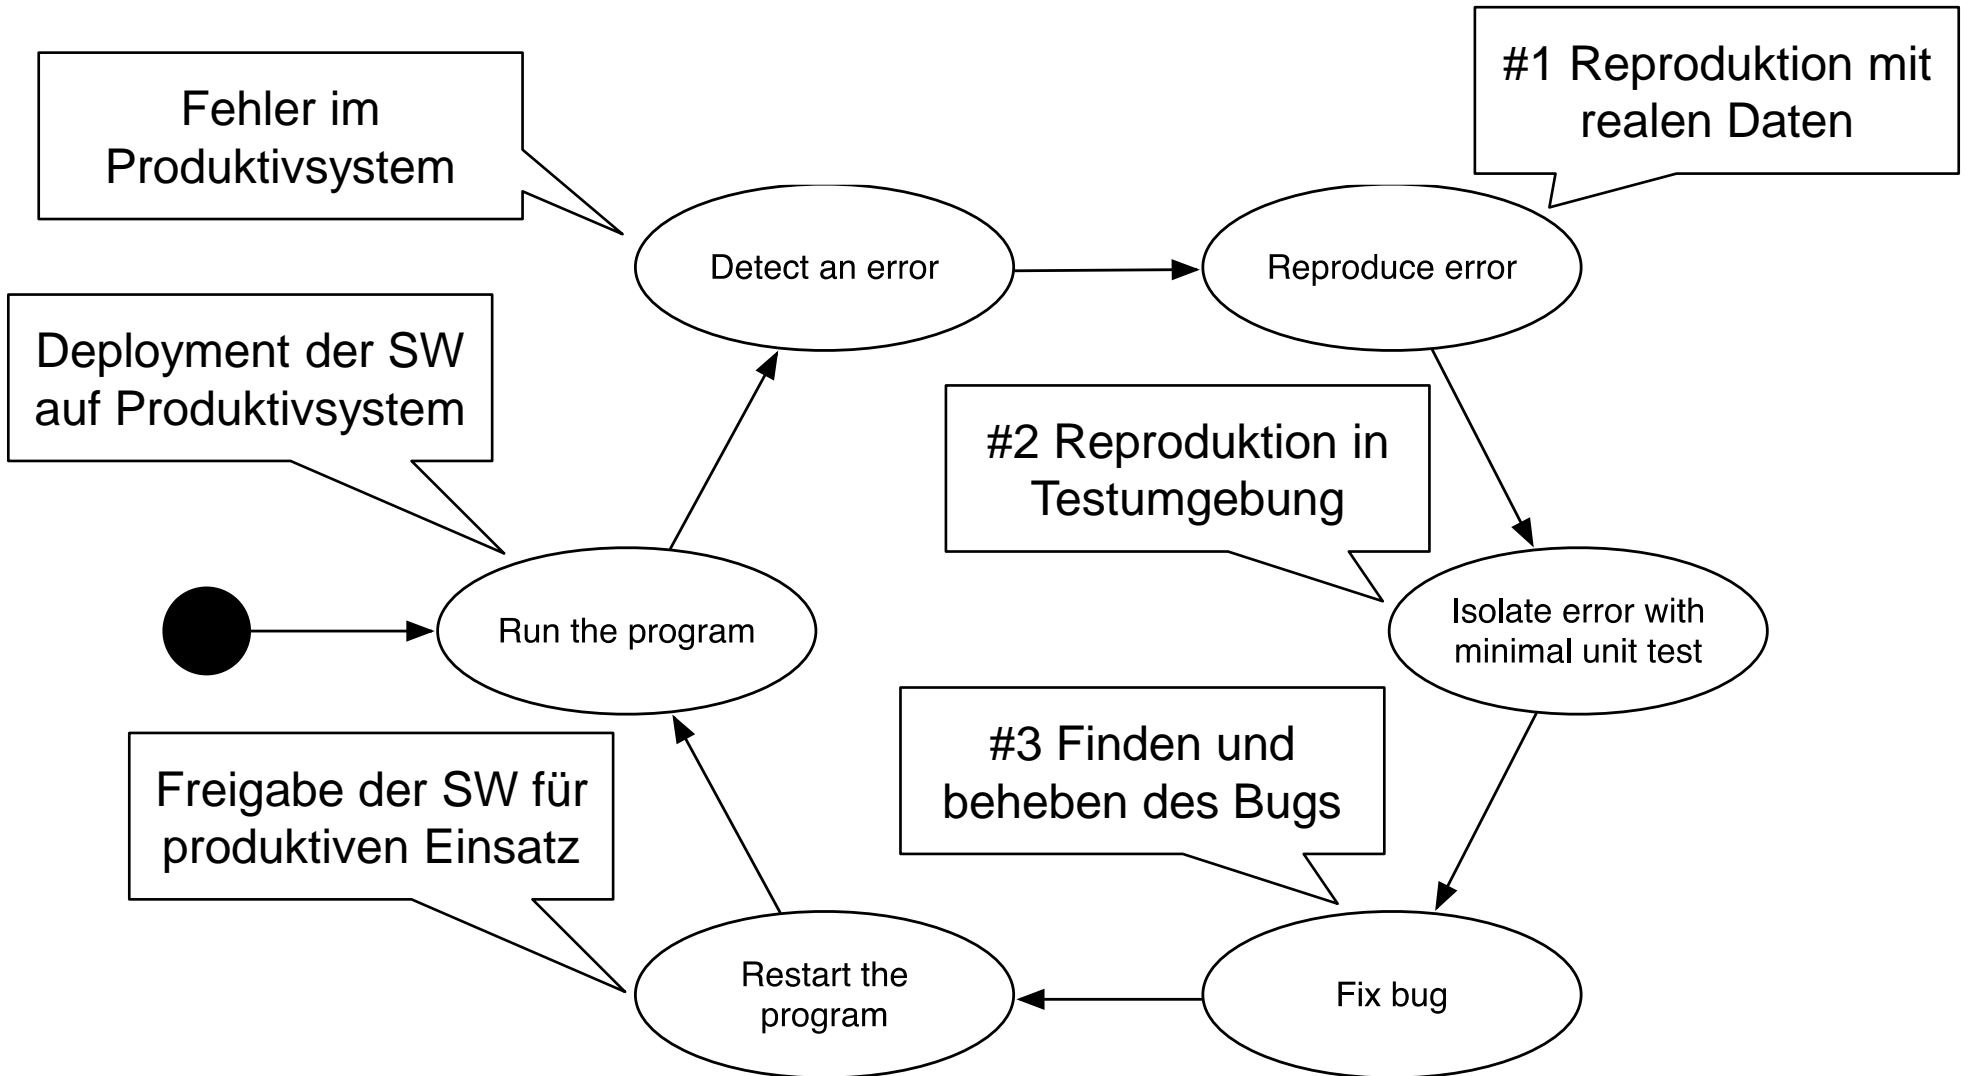 #1 Reproduktion mit
realen Daten
Fehler im
Produktivsystem
Detect an error
Reproduce error
Deployment der SW
auf Produktivsystem
#2 Reproduktion in
Testumgebung
Run the program
Isolate error with
minimal unit test
#3 Finden und
beheben des Bugs
Freigabe der SW für
produktiven Einsatz
Restart the
program
Fix bug